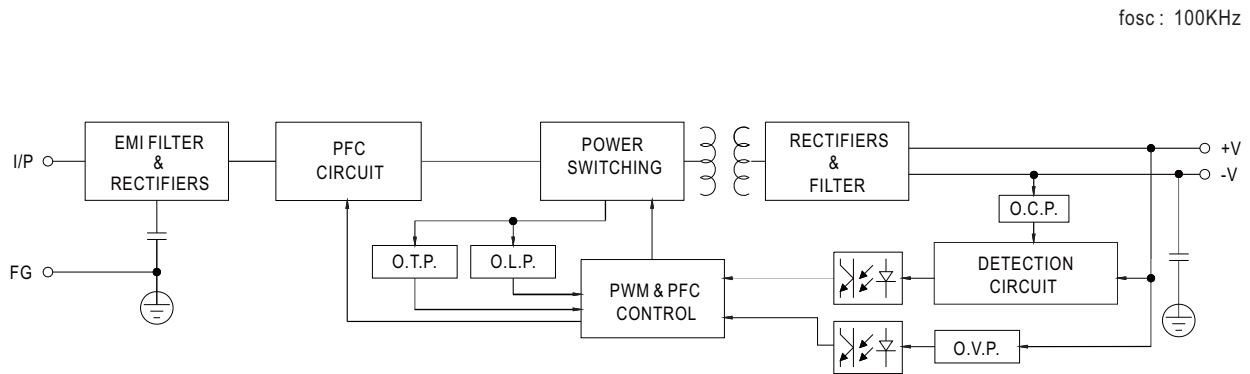 fosc : 100KHz
I/P
EMI FILTER
&
RECTIFIERS
PFC
CIRCUIT
POWER
SWITCHING
RECTIFIERS
&
FILTER
+V
-V
O.C.P.
FG
O.T.P.
O.L.P.
PWM & PFC
CONTROL
DETECTION
CIRCUIT
O.V.P.